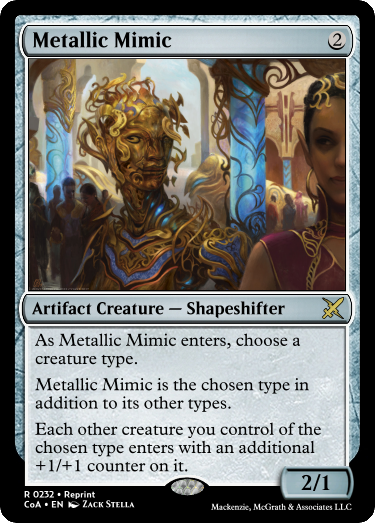 Metallic Mimic
2
Artifact Creature — Shapeshifter
As Metallic Mimic enters, choose a
creature type.
Metallic Mimic is the chosen type in
addition to its other types.
Each other creature you control of the
chosen type enters with an additional
+1/+1 counter on it.
2/1
R 0232 • Reprint
CoA • EN Zack Stella
Mackenzie, McGrath & Associates LLC